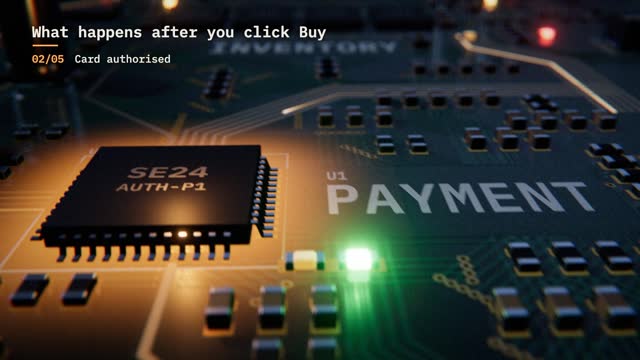 What happens after you click Buy
02/05 Card authorised
INVENTORY
SE24
AUTH-P1
U1
PAYMENT